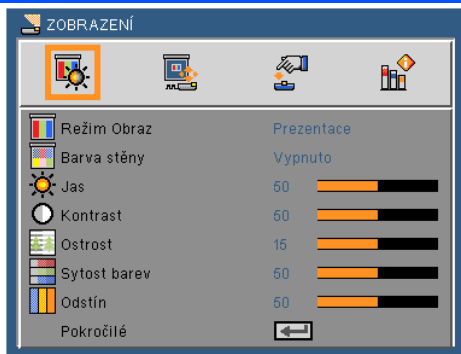 ZOBRAZENÍ
Režim Obraz Prezentace
Barva stěny Vypnuto
Jas 50
Kontrast 50
Ostrost 15
Sytost barev 50
Odstín 50
Pokročilé